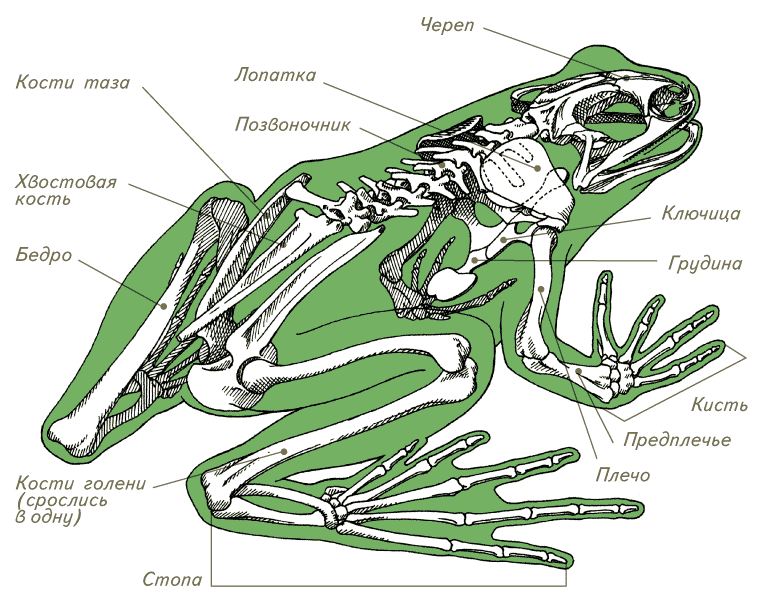 Череп
Лопатка
Кости таза
Позвоночник
Хвостовая
кость
Ключица
Бедро
Грудина
Кисть
Предплечье
Плечо
Кости голени
(срослись
в одну)
Стопа